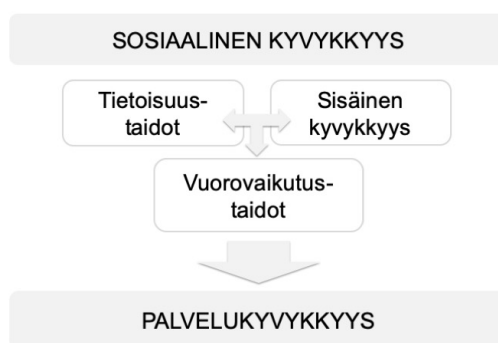 SOSIAALINEN KYVYKKYYS
Tietoisuus-
taidot
Sisäinen
kyvykkyys
Vuorovaikutus-
taidot
PALVELUKYVYKKYYS